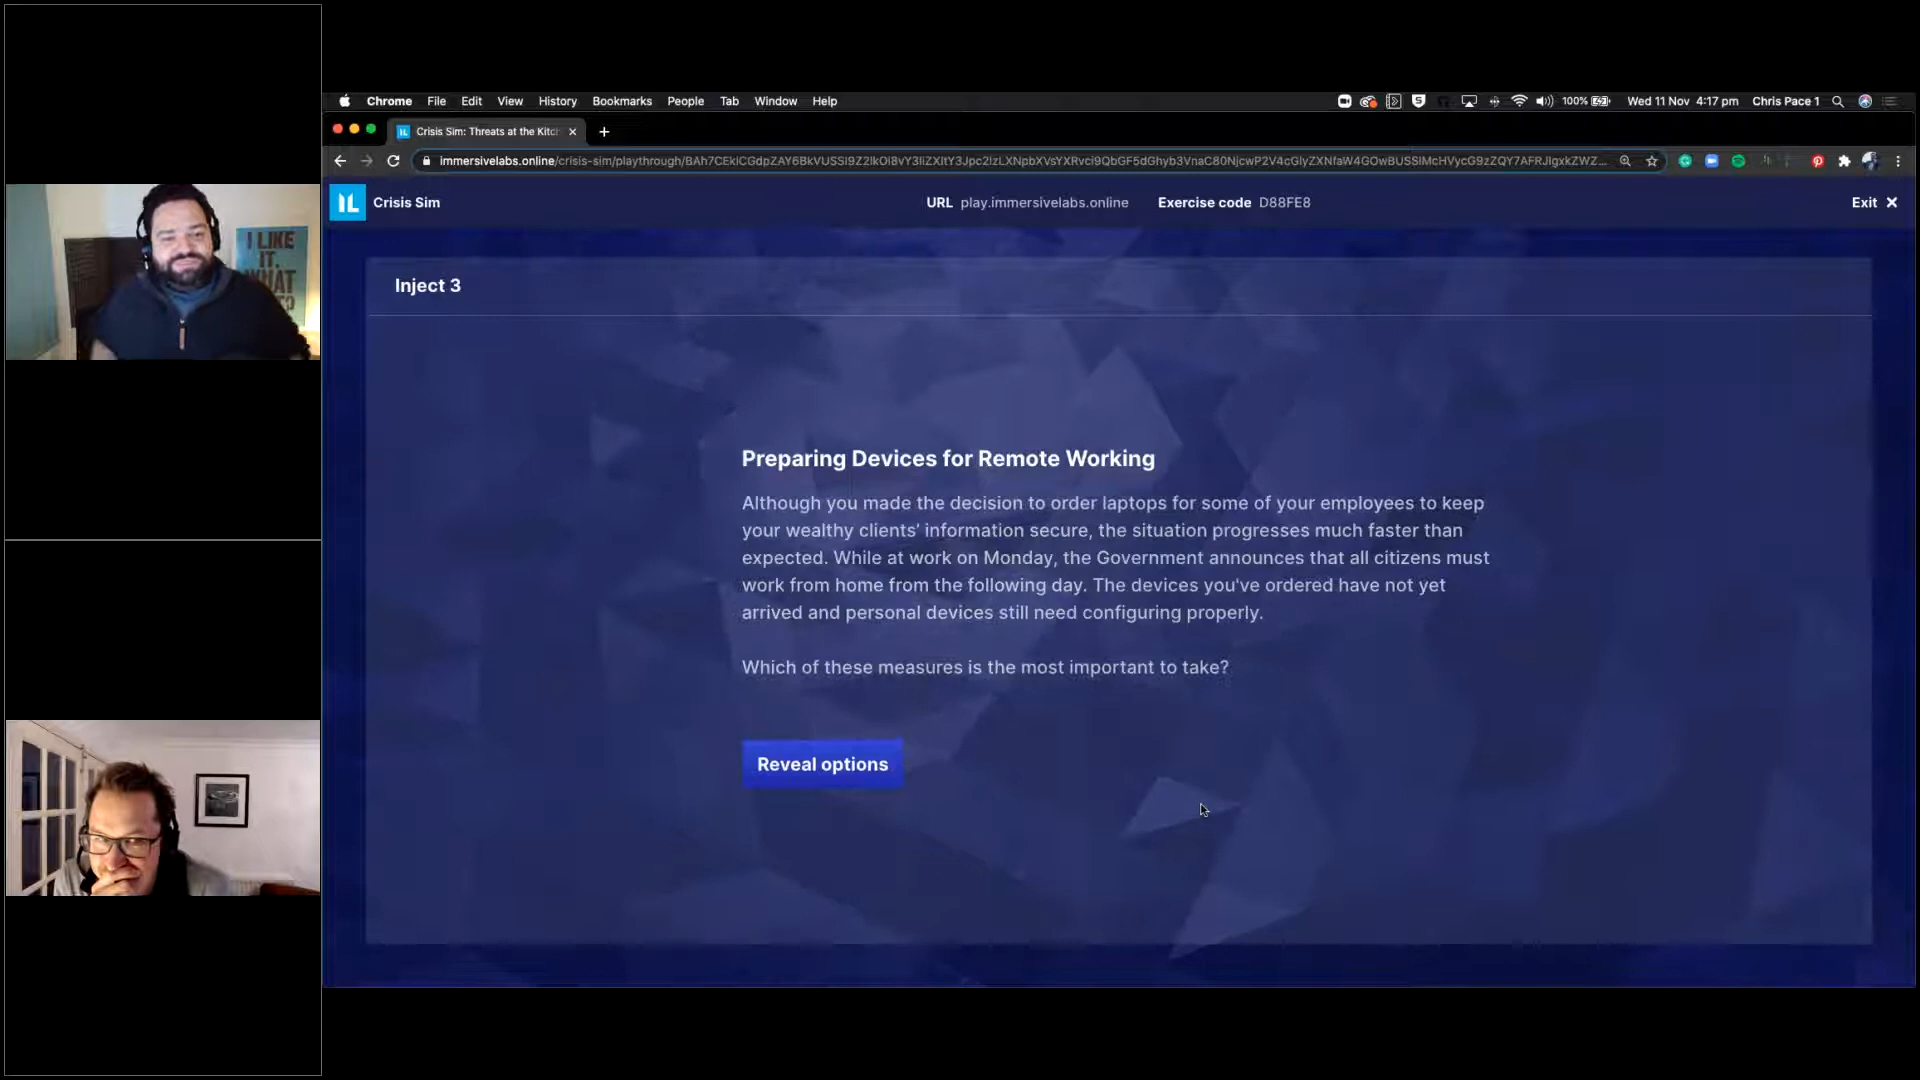 Chrome File Edit View History Bookmarks People Tab Window Help 100% Wed 11 Nov 4:17 pm Chris Pace 1
Crisis Sim: Threats at the Kitch
immersivelabs.online/crisis-sim/playthrough/
IL Crisis Sim URL play.immersivelabs.online Exercise code D88FE8 Exit
Inject 3
I LIKE
IT.
WHAT
Preparing Devices for Remote Working
Although you made the decision to order laptops for some of your employees to keep
your wealthy clients’ information secure, the situation progresses much faster than
expected. While at work on Monday, the Government announces that all citizens must
work from home from the following day. The devices you've ordered have not yet
arrived and personal devices still need configuring properly.
Which of these measures is the most important to take?
Reveal options